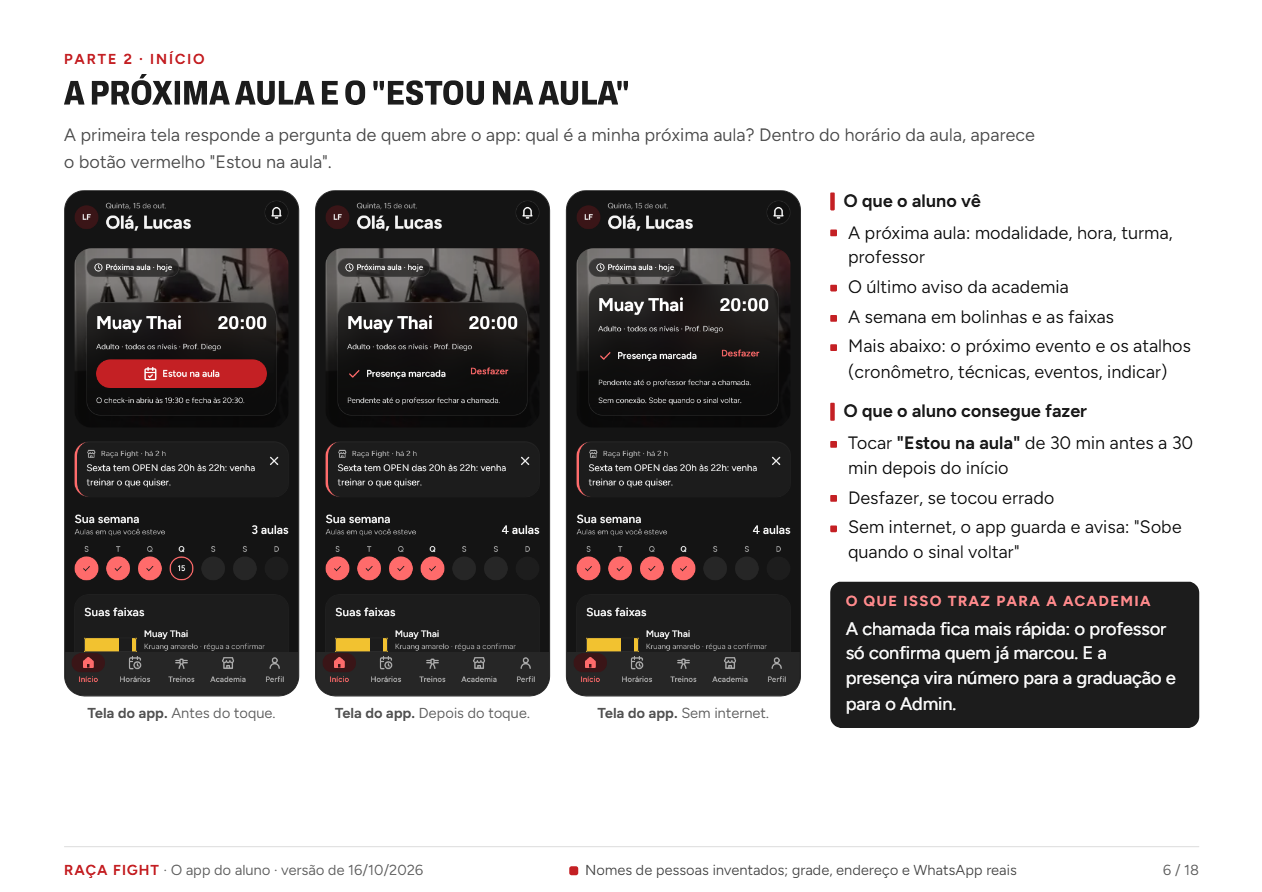 PARTE 2 · INÍCIO
A PRÓXIMA AULA E O "ESTOU NA AULA"
A primeira tela responde a pergunta de quem abre o app: qual é a minha próxima aula? Dentro do horário da aula, aparece
o botão vermelho "Estou na aula".
LF
Quinta, 15 de out.
Olá, Lucas
Próxima aula · hoje
Muay Thai 20:00
Adulto · todos os níveis · Prof. Diego
Estou na aula
O check-in abriu às 19:30 e fecha às 20:30.
Raça Fight · há 2 h
Sexta tem OPEN das 20h às 22h: venha
treinar o que quiser.
Sua semana
Aulas em que você esteve
3 aulas
S T Q Q S S D
15
Suas faixas
Muay Thai
Kruang amarelo · régua a confirmar
Início Horários Treinos Academia Perfil
Tela do app. Antes do toque.
LF
Quinta, 15 de out.
Olá, Lucas
Próxima aula · hoje
Muay Thai 20:00
Adulto · todos os níveis · Prof. Diego
Presença marcada Desfazer
Pendente até o professor fechar a chamada.
Raça Fight · há 2 h
Sexta tem OPEN das 20h às 22h: venha
treinar o que quiser.
Sua semana
Aulas em que você esteve
4 aulas
S T Q Q S S D
Suas faixas
Muay Thai
Kruang amarelo · régua a confirmar
Início Horários Treinos Academia Perfil
Tela do app. Depois do toque.
LF
Quinta, 15 de out.
Olá, Lucas
Próxima aula · hoje
Muay Thai 20:00
Adulto · todos os níveis · Prof. Diego
Presença marcada Desfazer
Pendente até o professor fechar a chamada.
Sem conexão. Sobe quando o sinal voltar.
Raça Fight · há 2 h
Sexta tem OPEN das 20h às 22h: venha
treinar o que quiser.
Sua semana
Aulas em que você esteve
4 aulas
S T Q Q S S D
Suas faixas
Muay Thai
Kruang amarelo · régua a confirmar
Início Horários Treinos Academia Perfil
Tela do app. Sem internet.
O que o aluno vê
A próxima aula: modalidade, hora, turma,
professor
O último aviso da academia
A semana em bolinhas e as faixas
Mais abaixo: o próximo evento e os atalhos
(cronômetro, técnicas, eventos, indicar)
O que o aluno consegue fazer
Tocar "Estou na aula" de 30 min antes a 30
min depois do início
Desfazer, se tocou errado
Sem internet, o app guarda e avisa: "Sobe
quando o sinal voltar"
O QUE ISSO TRAZ PARA A ACADEMIA
A chamada fica mais rápida: o professor
só confirma quem já marcou. E a
presença vira número para a graduação e
para o Admin.
RAÇA FIGHT · O app do aluno · versão de 16/10/2026
Nomes de pessoas inventados; grade, endereço e WhatsApp reais
6 / 18